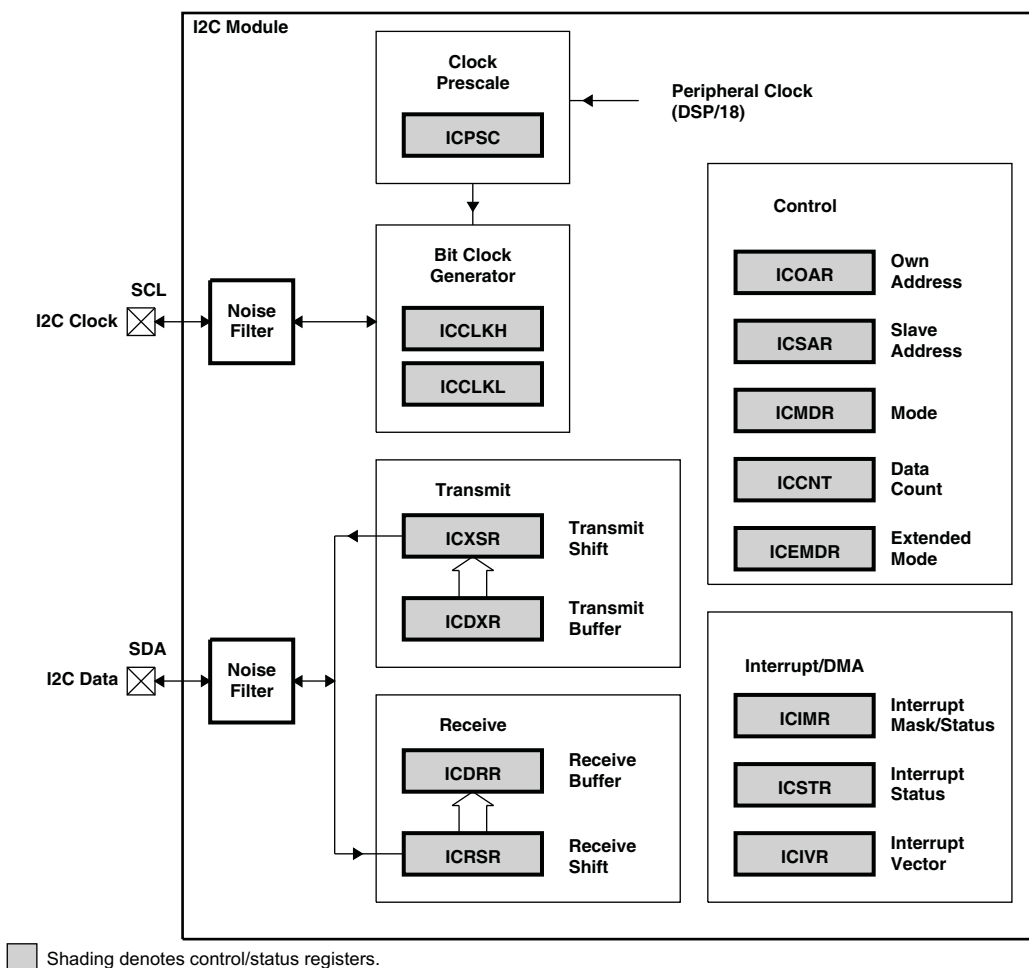 I2C Module
Clock
Prescale
ICPSC
Peripheral Clock
(DSP/18)
Bit Clock
Generator
ICCLKH
ICCLKL
SCL
I2C Clock
Noise
Filter
Control
ICOAR
Own
Address
ICSAR
Slave
Address
ICMDR
Mode
ICCNT
Data
Count
ICEMDR
Extended
Mode
Transmit
ICXSR
Transmit
Shift
ICDXR
Transmit
Buffer
SDA
I2C Data
Noise
Filter
Receive
ICDRR
Receive
Buffer
ICRSR
Receive
Shift
Interrupt/DMA
ICIMR
Interrupt
Mask/Status
ICSTR
Interrupt
Status
ICIVR
Interrupt
Vector
Shading denotes control/status registers.